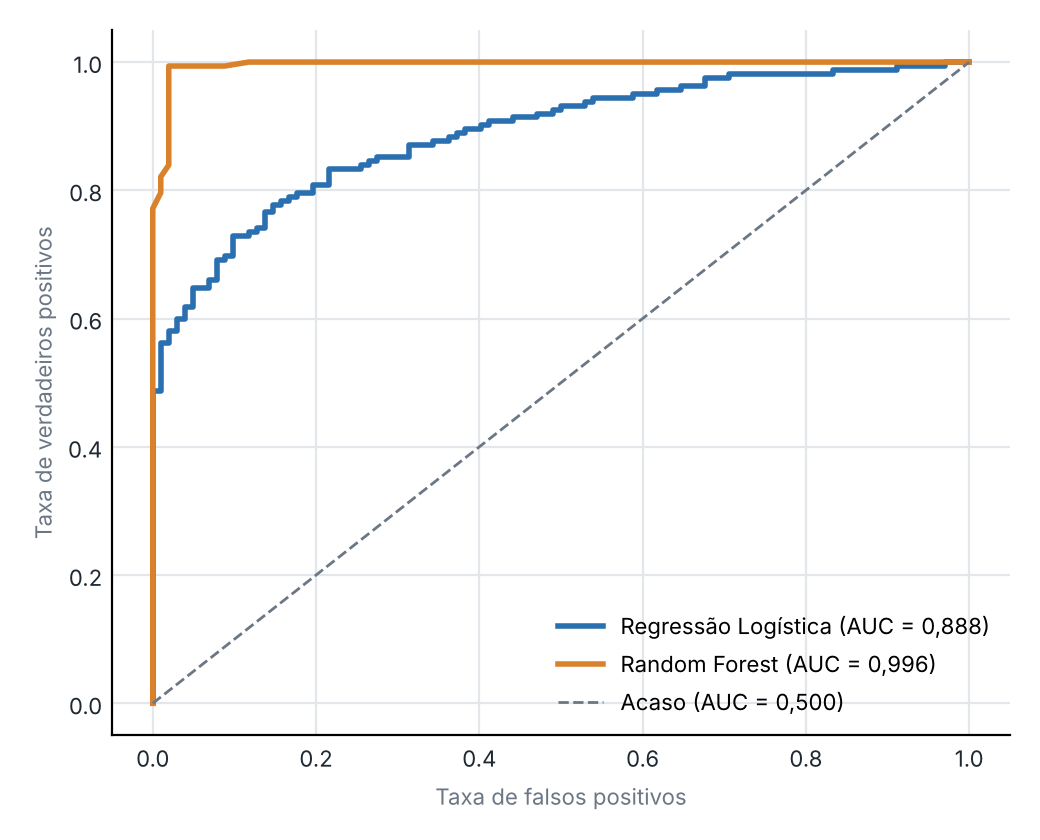 1.0
0.8
0.6
0.4
0.2
0.0
Taxa de verdadeiros positivos
Regressão Logística (AUC = 0,888)
Random Forest (AUC = 0,996)
Acaso (AUC = 0,500)
0.0 0.2 0.4 0.6 0.8 1.0
Taxa de falsos positivos